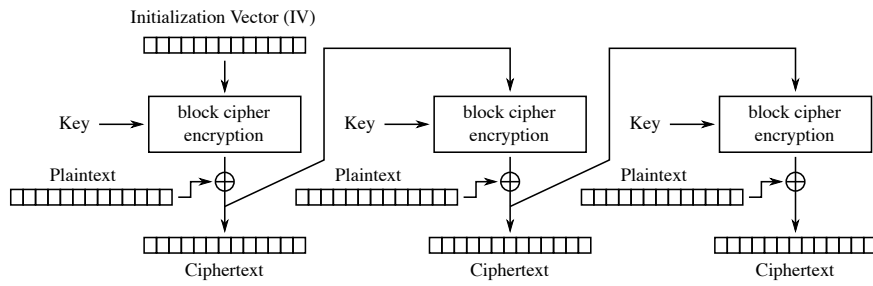 Initialization Vector (IV)
Key
block cipher
encryption
Key
block cipher
encryption
Key
block cipher
encryption
Plaintext
Plaintext
Plaintext
Ciphertext
Ciphertext
Ciphertext